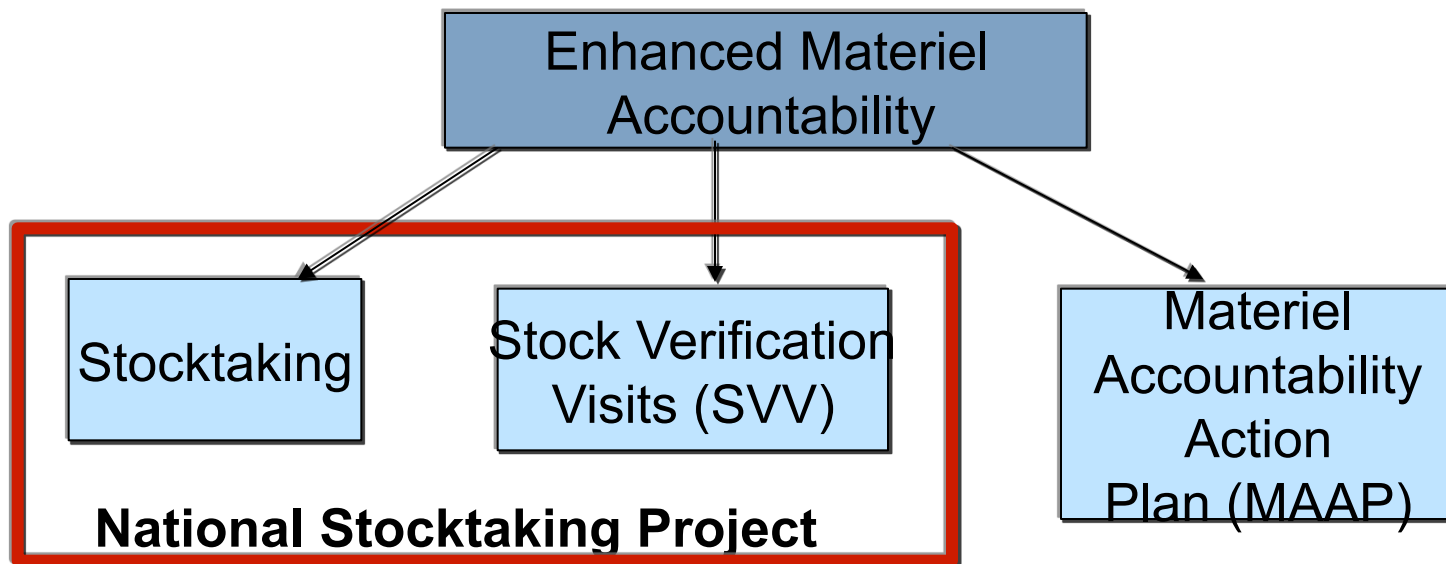 Enhanced Materiel
Accountability
Stocktaking
Stock Verification
Visits (SVV)
Materiel
Accountability
Action
Plan (MAAP)
National Stocktaking Project